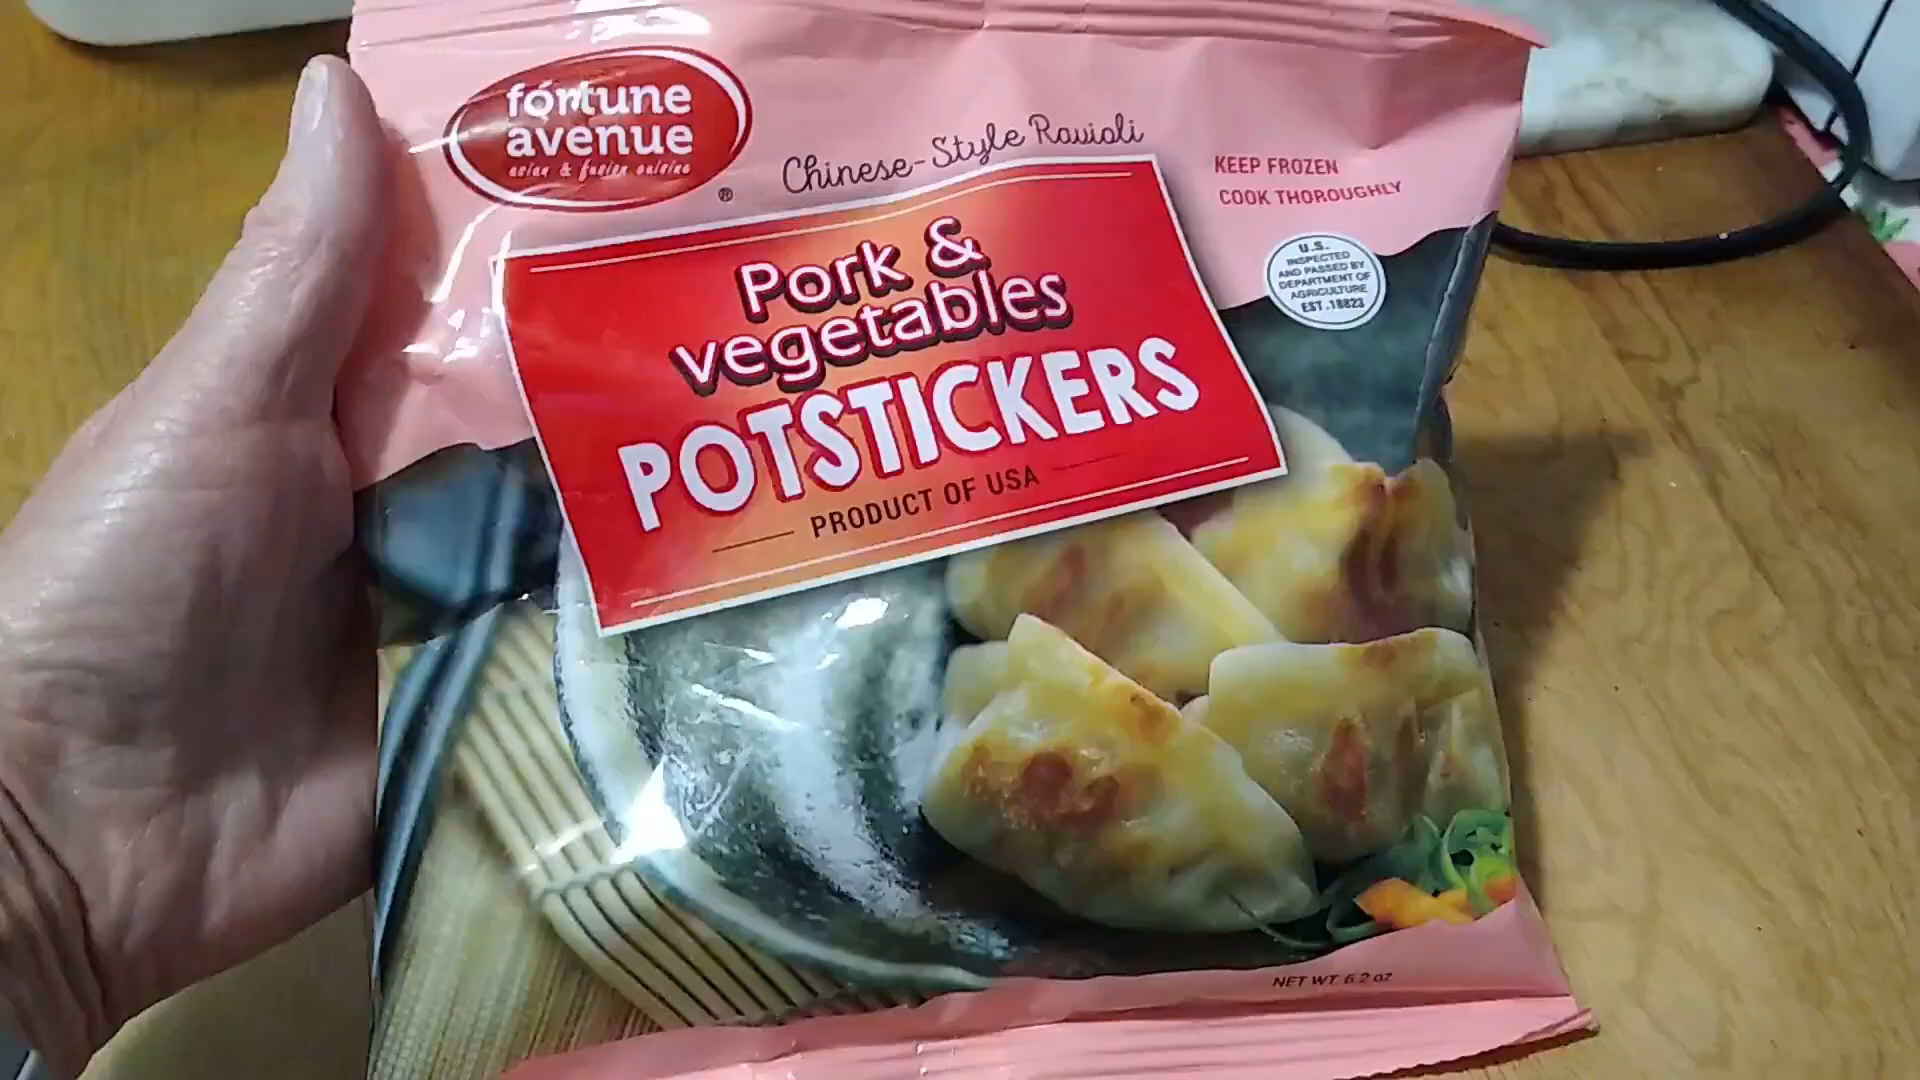 fortune
avenue
asian & fusion cuisine
®
Chinese-Style Ravioli
KEEP FROZEN
COOK THOROUGHLY
U.S.
INSPECTED
AND PASSED BY
DEPARTMENT OF
AGRICULTURE
EST.18823
Pork &
vegetables
POTSTICKERS
PRODUCT OF USA
NET WT. 6.2 oz